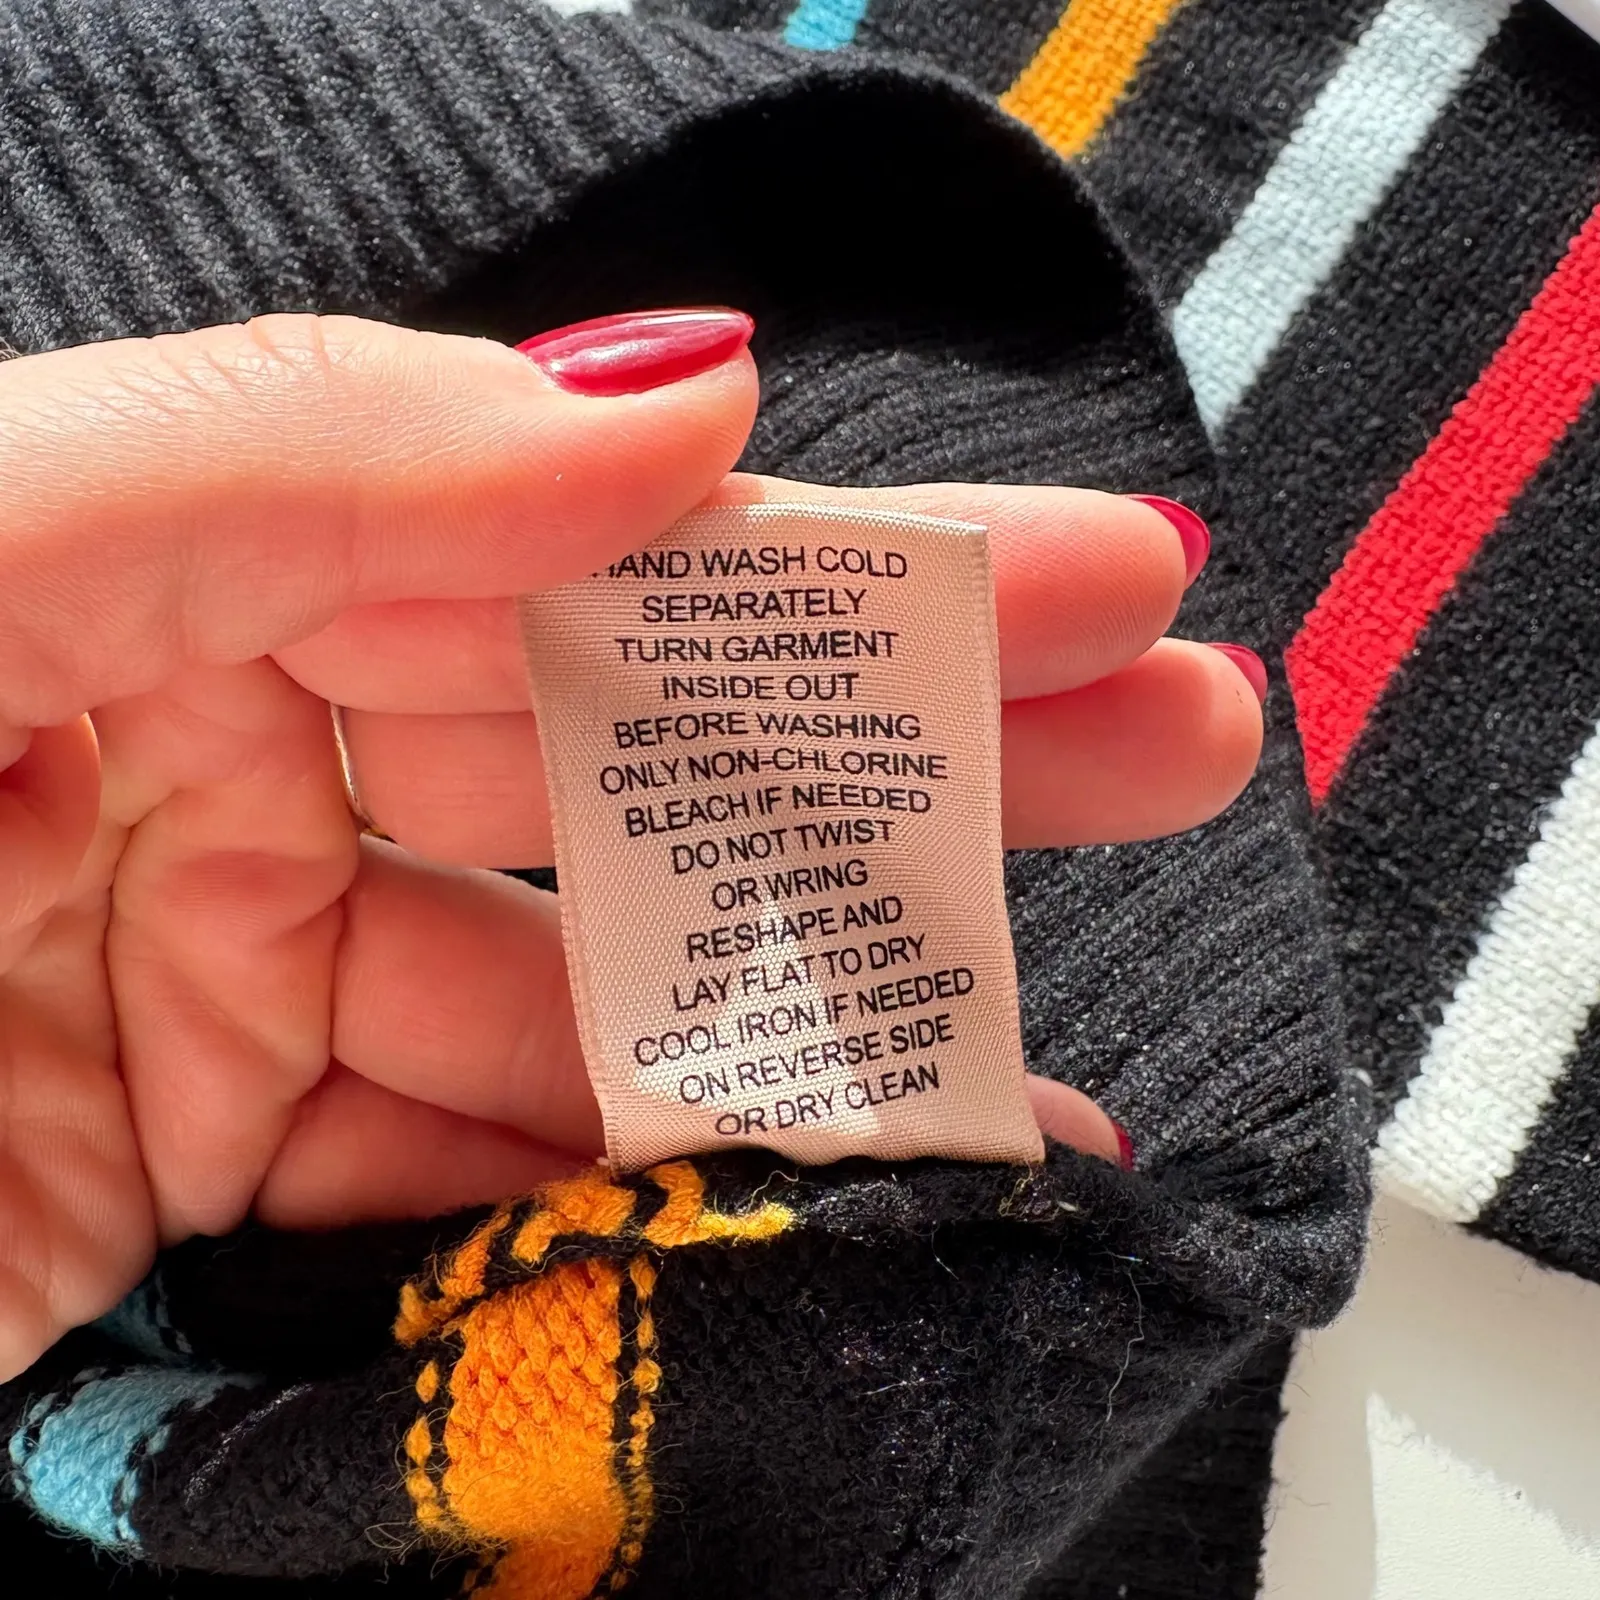 HAND WASH COLD
SEPARATELY
TURN GARMENT
INSIDE OUT
BEFORE WASHING
ONLY NON-CHLORINE
BLEACH IF NEEDED
DO NOT TWIST
OR WRING
RESHAPE AND
LAY FLAT TO DRY
COOL IRON IF NEEDED
ON REVERSE SIDE
OR DRY CLEAN